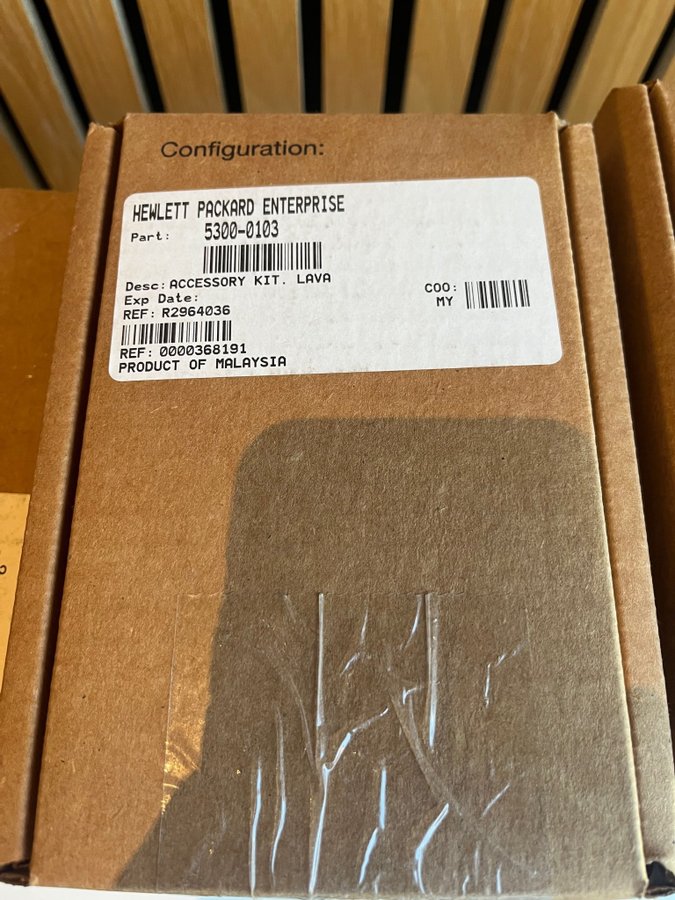 Configuration:
HEWLETT PACKARD ENTERPRISE
Part: 5300-0103
Desc: ACCESSORY KIT. LAVA
Exp Date:
REF: R2964036
COO:
MY
REF: 0000368191
PRODUCT OF MALAYSIA